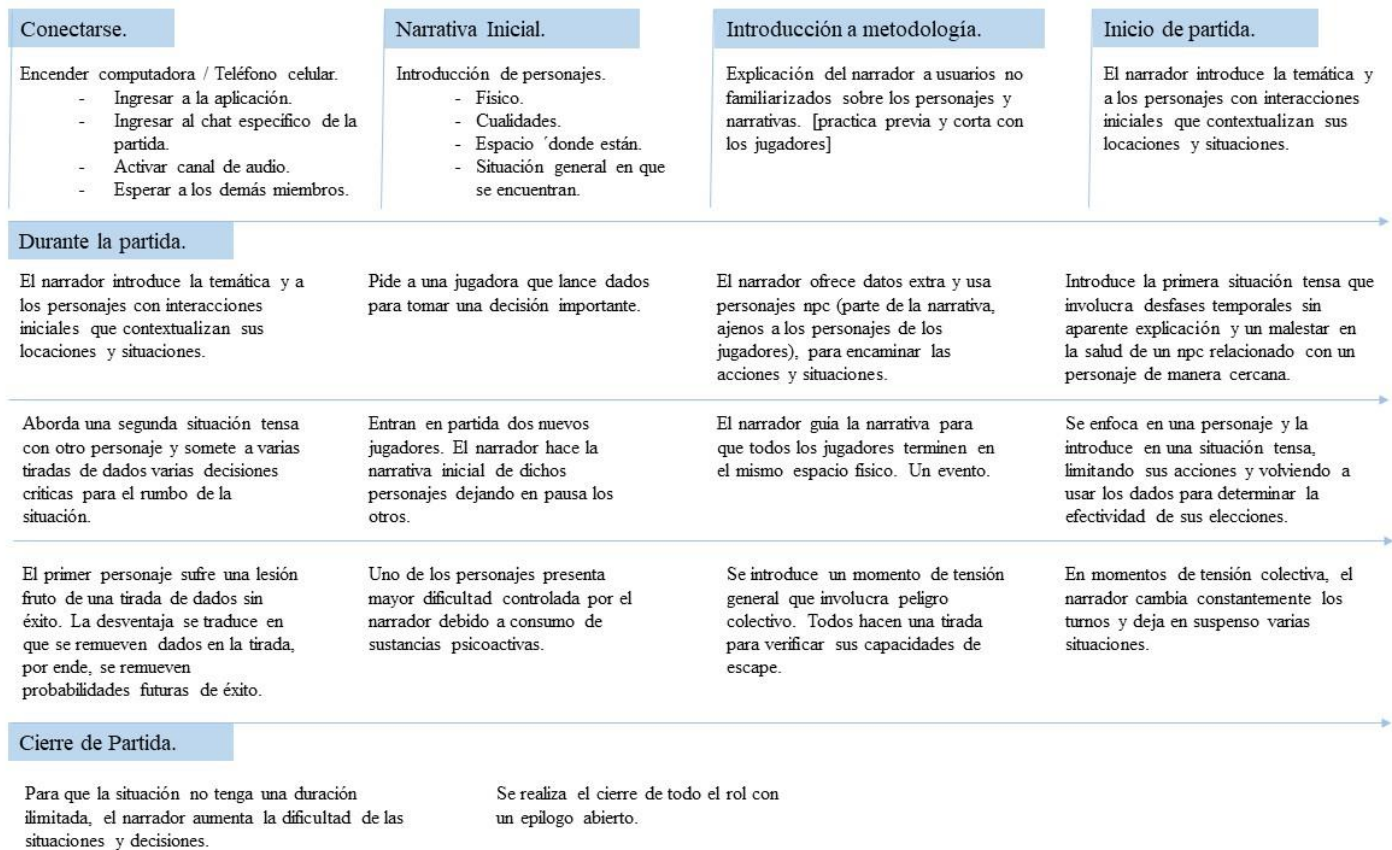 Conectarse.
Encender computadora / Teléfono celular.
- Ingresar a la aplicación.
- Ingresar al chat especifico de la
partida.
- Activar canal de audio.
- Esperar a los demás miembros.
Narrativa Inicial.
Introducción de personajes.
- Físico.
- Cualidades.
- Espacio ´donde están.
- Situación general en que
se encuentran.
Introducción a metodología.
Explicación del narrador a usuarios no
familiarizados sobre los personajes y
narrativas. [practica previa y corta con
los jugadores]
Inicio de partida.
El narrador introduce la temática y
a los personajes con interacciones
iniciales que contextualizan sus
locaciones y situaciones.
Durante la partida.
El narrador introduce la temática y a
los personajes con interacciones
iniciales que contextualizan sus
locaciones y situaciones.
Pide a una jugadora que lance dados
para tomar una decisión importante.
El narrador ofrece datos extra y usa
personajes npc (parte de la narrativa,
ajenos a los personajes de los
jugadores), para encaminar las
acciones y situaciones.
Introduce la primera situación tensa que
involucra desfases temporales sin
aparente explicación y un malestar en
la salud de un npc relacionado con un
personaje de manera cercana.
Aborda una segunda situación tensa
con otro personaje y somete a varias
tiradas de dados varias decisiones
criticas para el rumbo de la
situación.
Entran en partida dos nuevos
jugadores. El narrador hace la
narrativa inicial de dichos
personajes dejando en pausa los
otros.
El narrador guía la narrativa para
que todos los jugadores terminen en
el mismo espacio físico. Un evento.
Se enfoca en una personaje y la
introduce en una situación tensa,
limitando sus acciones y volviendo a
usar los dados para determinar la
efectividad de sus elecciones.
El primer personaje sufre una lesión
fruto de una tirada de dados sin
éxito. La desventaja se traduce en
que se remueven dados en la tirada,
por ende, se remueven
probabilidades futuras de éxito.
Uno de los personajes presenta
mayor dificultad controlada por el
narrador debido a consumo de
sustancias psicoactivas.
Se introduce un momento de tensión
general que involucra peligro
colectivo. Todos hacen una tirada
para verificar sus capacidades de
escape.
En momentos de tensión colectiva, el
narrador cambia constantemente los
turnos y deja en suspenso varias
situaciones.
Cierre de Partida.
Para que la situación no tenga una duración
ilimitada, el narrador aumenta la dificultad de las
situaciones y decisiones.
Se realiza el cierre de todo el rol con
un epilogo abierto.